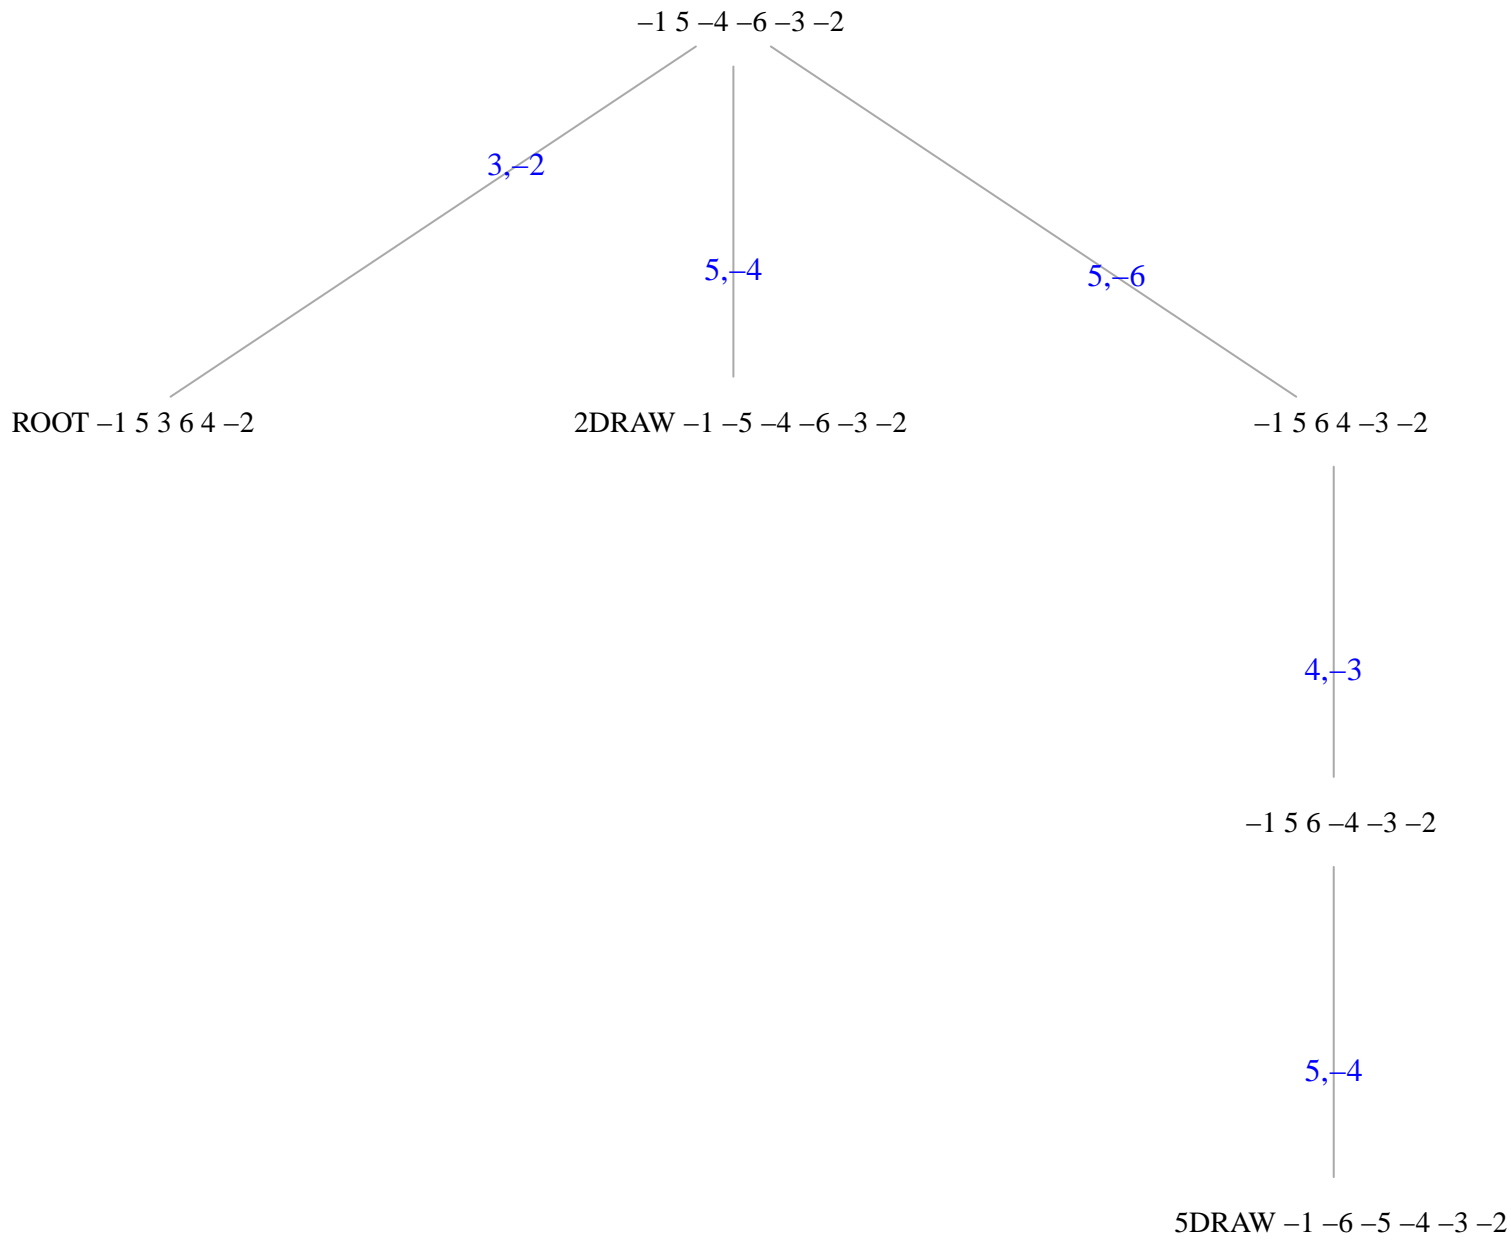 –1 5 –4 –6 –3 –2
3,–2
5,–4
5,–6
ROOT –1 5 3 6 4 –2
2DRAW –1 –5 –4 –6 –3 –2
–1 5 6 4 –3 –2
4,–3
–1 5 6 –4 –3 –2
5,–4
5DRAW –1 –6 –5 –4 –3 –2